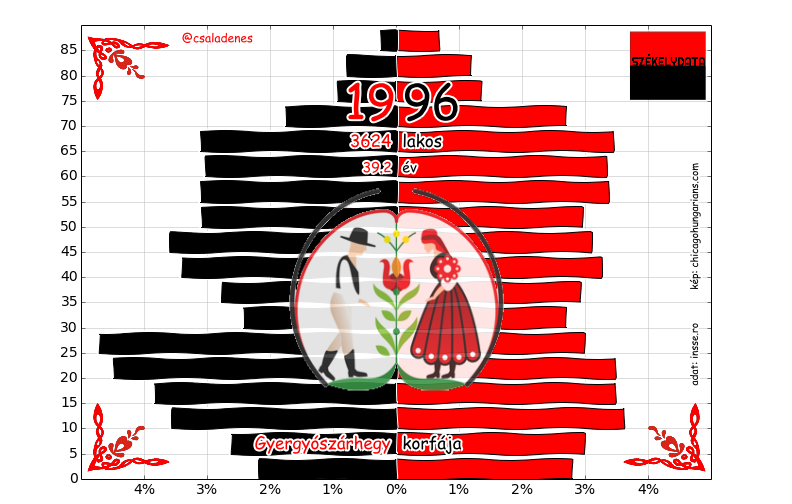 @csaladenes
SZÉKELYDATA
1996
3624 lakos
39.2 év
kép: chicagohungarians.com
adat: insse.ro
Gyergyószárhegy korfája
85
80
75
70
65
60
55
50
45
40
35
30
25
20
15
10
5
0
4% 3% 2% 1% 0% 1% 2% 3% 4%